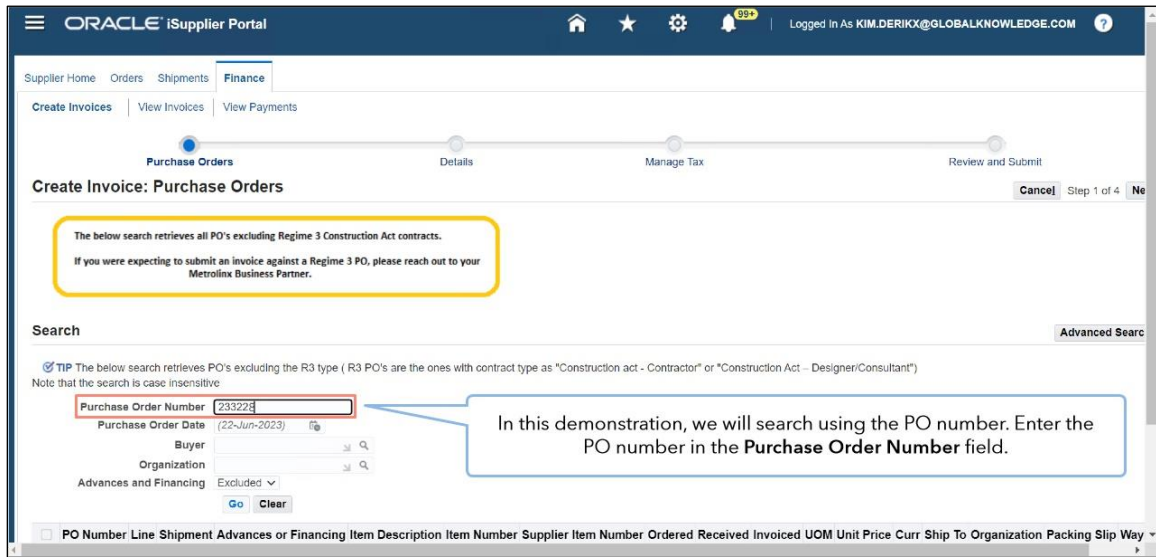 ORACLE iSupplier Portal
99+
Logged In As KIM.DERIKX@GLOBALKNOWLEDGE.COM
?
Supplier Home Orders Shipments Finance
Create Invoices View Invoices View Payments
Purchase Orders Details Manage Tax Review and Submit
Create Invoice: Purchase Orders
Cancel Step 1 of 4 Ne
The below search retrieves all PO's excluding Regime 3 Construction Act contracts.
If you were expecting to submit an invoice against a Regime 3 PO, please reach out to your
Metrolinx Business Partner.
Search
Advanced Searc
TIP The below search retrieves PO's excluding the R3 type ( R3 PO's are the ones with contract type as "Construction act - Contractor" or "Construction Act – Designer/Consultant")
Note that the search is case insensitive
Purchase Order Number 233228
Purchase Order Date (22-Jun-2023)
Buyer
Organization
Advances and Financing Excluded
Go Clear
In this demonstration, we will search using the PO number. Enter the
PO number in the Purchase Order Number field.
PO Number Line Shipment Advances or Financing Item Description Item Number Supplier Item Number Ordered Received Invoiced UOM Unit Price Curr Ship To Organization Packing Slip Way